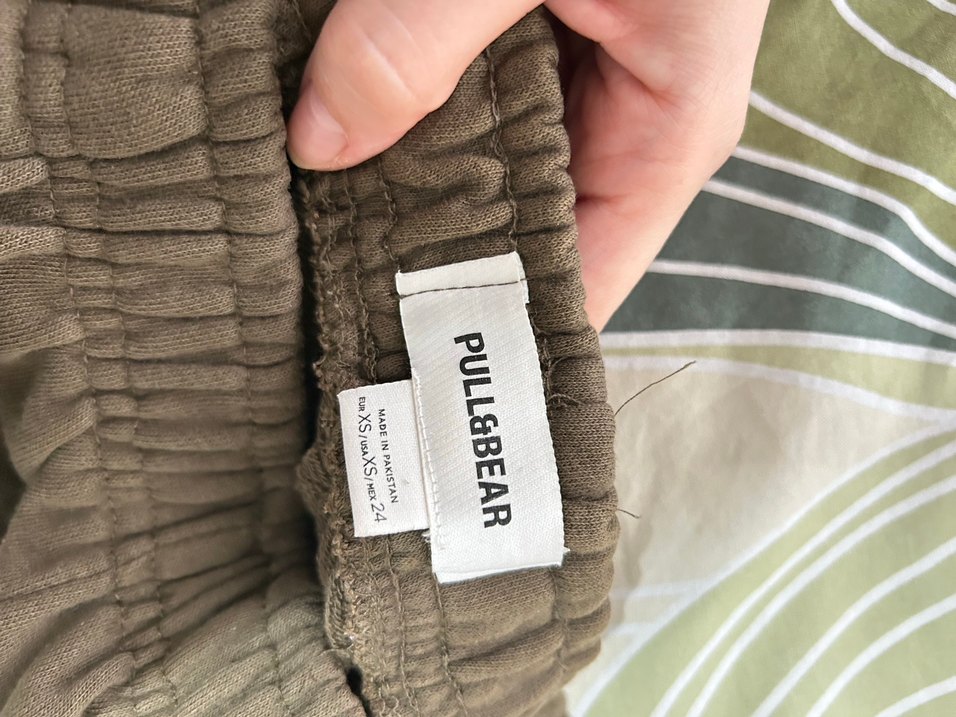 PULL&BEAR
MADE IN PAKISTAN
EUR XS/USA XS/MEX 24